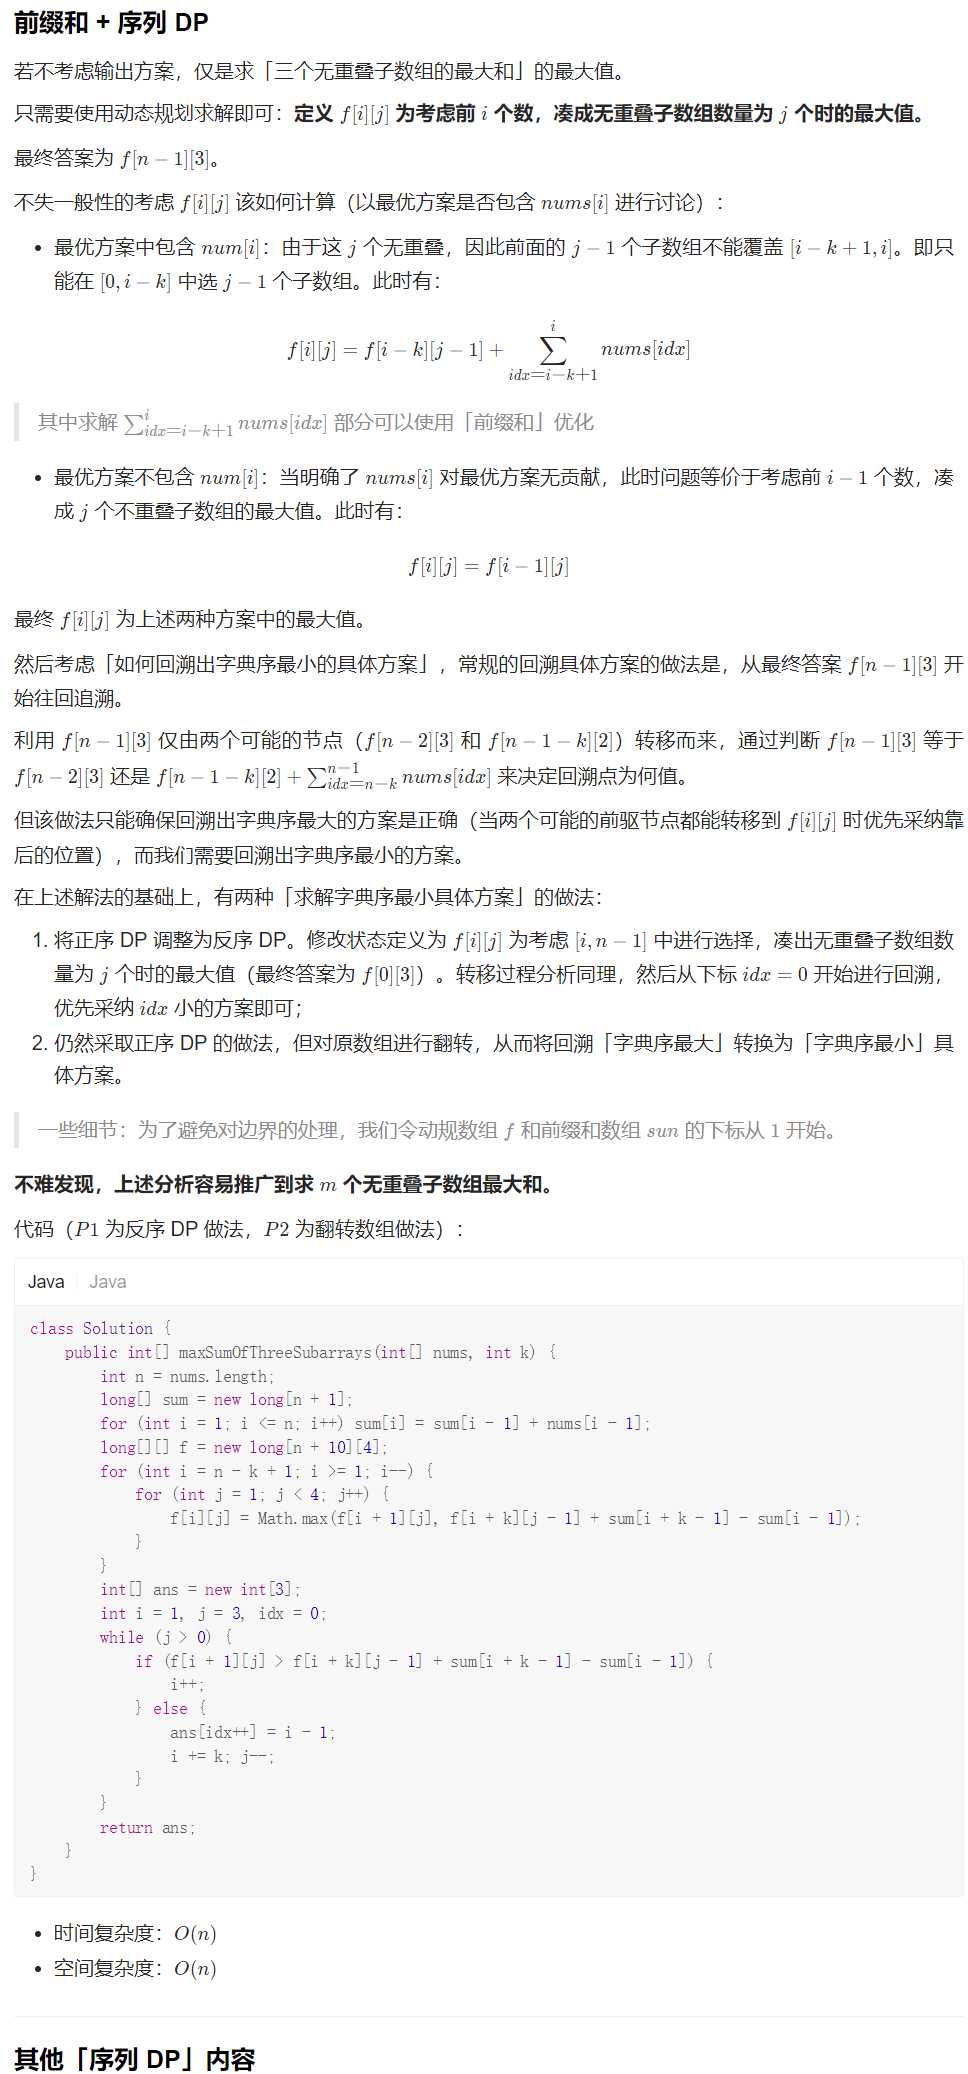 前缀和 + 序列 DP
若不考虑输出方案，仅是求「三个无重叠子数组的最大和」的最大值。
只需要使用动态规划求解即可：定义 f[i][j] 为考虑前 i 个数，凑成无重叠子数组数量为 j 个时的最大值。
最终答案为 f[n − 1][3]。
不失一般性的考虑 f[i][j] 该如何计算（以最优方案是否包含 nums[i] 进行讨论）：
• 最优方案中包含 num[i]：由于这 j 个无重叠，因此前面的 j − 1 个子数组不能覆盖 [i − k + 1, i]。即只
能在 [0, i − k] 中选 j − 1 个子数组。此时有：
f[i][j] = f[i − k][j − 1] + ∑_{idx=i−k+1}^{i} nums[idx]
其中求解 ∑_{idx=i−k+1}^{i} nums[idx] 部分可以使用「前缀和」优化
• 最优方案不包含 num[i]：当明确了 nums[i] 对最优方案无贡献，此时问题等价于考虑前 i − 1 个数，凑
成 j 个不重叠子数组的最大值。此时有：
f[i][j] = f[i − 1][j]
最终 f[i][j] 为上述两种方案中的最大值。
然后考虑「如何回溯出字典序最小的具体方案」，常规的回溯具体方案的做法是，从最终答案 f[n − 1][3] 开
始往回追溯。
利用 f[n − 1][3] 仅由两个可能的节点（f[n − 2][3] 和 f[n − 1 − k][2]）转移而来，通过判断 f[n − 1][3] 等于
f[n − 2][3] 还是 f[n − 1 − k][2] + ∑_{idx=n−k}^{n−1} nums[idx] 来决定回溯点为何值。
但该做法只能确保回溯出字典序最大的方案是正确（当两个可能的前驱节点都能转移到 f[i][j] 时优先采纳靠
后的位置），而我们需要回溯出字典序最小的方案。
在上述解法的基础上，有两种「求解字典序最小具体方案」的做法：
1. 将正序 DP 调整为反序 DP。修改状态定义为 f[i][j] 为考虑 [i, n − 1] 中进行选择，凑出无重叠子数组数
量为 j 个时的最大值（最终答案为 f[0][3]）。转移过程分析同理，然后从下标 idx = 0 开始进行回溯，
优先采纳 idx 小的方案即可；
2. 仍然采取正序 DP 的做法，但对原数组进行翻转，从而将回溯「字典序最大」转换为「字典序最小」具
体方案。
一些细节：为了避免对边界的处理，我们令动规数组 f 和前缀和数组 sun 的下标从 1 开始。
不难发现，上述分析容易推广到求 m 个无重叠子数组最大和。
代码（P1 为反序 DP 做法，P2 为翻转数组做法）：
Java Java
class Solution {
    public int[] maxSumOfThreeSubarrays(int[] nums, int k) {
        int n = nums.length;
        long[] sum = new long[n + 1];
        for (int i = 1; i <= n; i++) sum[i] = sum[i - 1] + nums[i - 1];
        long[][] f = new long[n + 10][4];
        for (int i = n - k + 1; i >= 1; i--) {
            for (int j = 1; j < 4; j++) {
                f[i][j] = Math.max(f[i + 1][j], f[i + k][j - 1] + sum[i + k - 1] - sum[i - 1]);
            }
        }
        int[] ans = new int[3];
        int i = 1, j = 3, idx = 0;
        while (j > 0) {
            if (f[i + 1][j] > f[i + k][j - 1] + sum[i + k - 1] - sum[i - 1]) {
                i++;
            } else {
                ans[idx++] = i - 1;
                i += k; j--;
            }
        }
        return ans;
    }
}
• 时间复杂度：O(n)
• 空间复杂度：O(n)
其他「序列 DP」内容